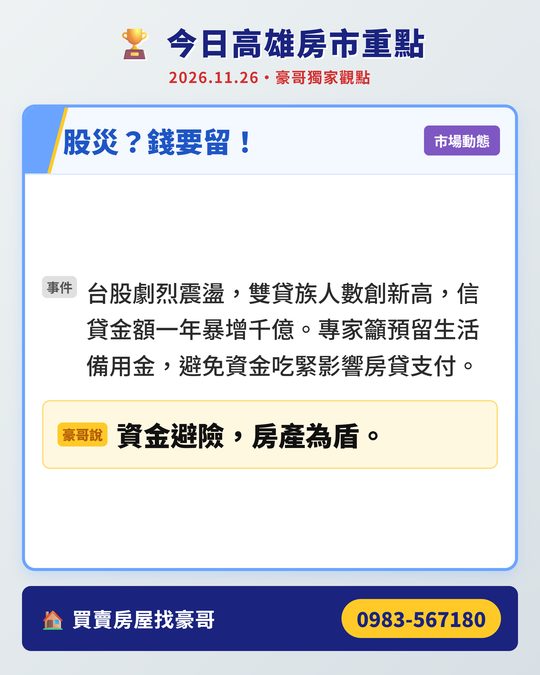 今日高雄房市重點
2026.11.26・豪哥獨家觀點
股災？錢要留！
市場動態
事件
台股劇烈震盪，雙貸族人數創新高，信
貸金額一年暴增千億。專家籲預留生活
備用金，避免資金吃緊影響房貸支付。
豪哥說
資金避險，房產為盾。
買賣房屋找豪哥
0983-567180